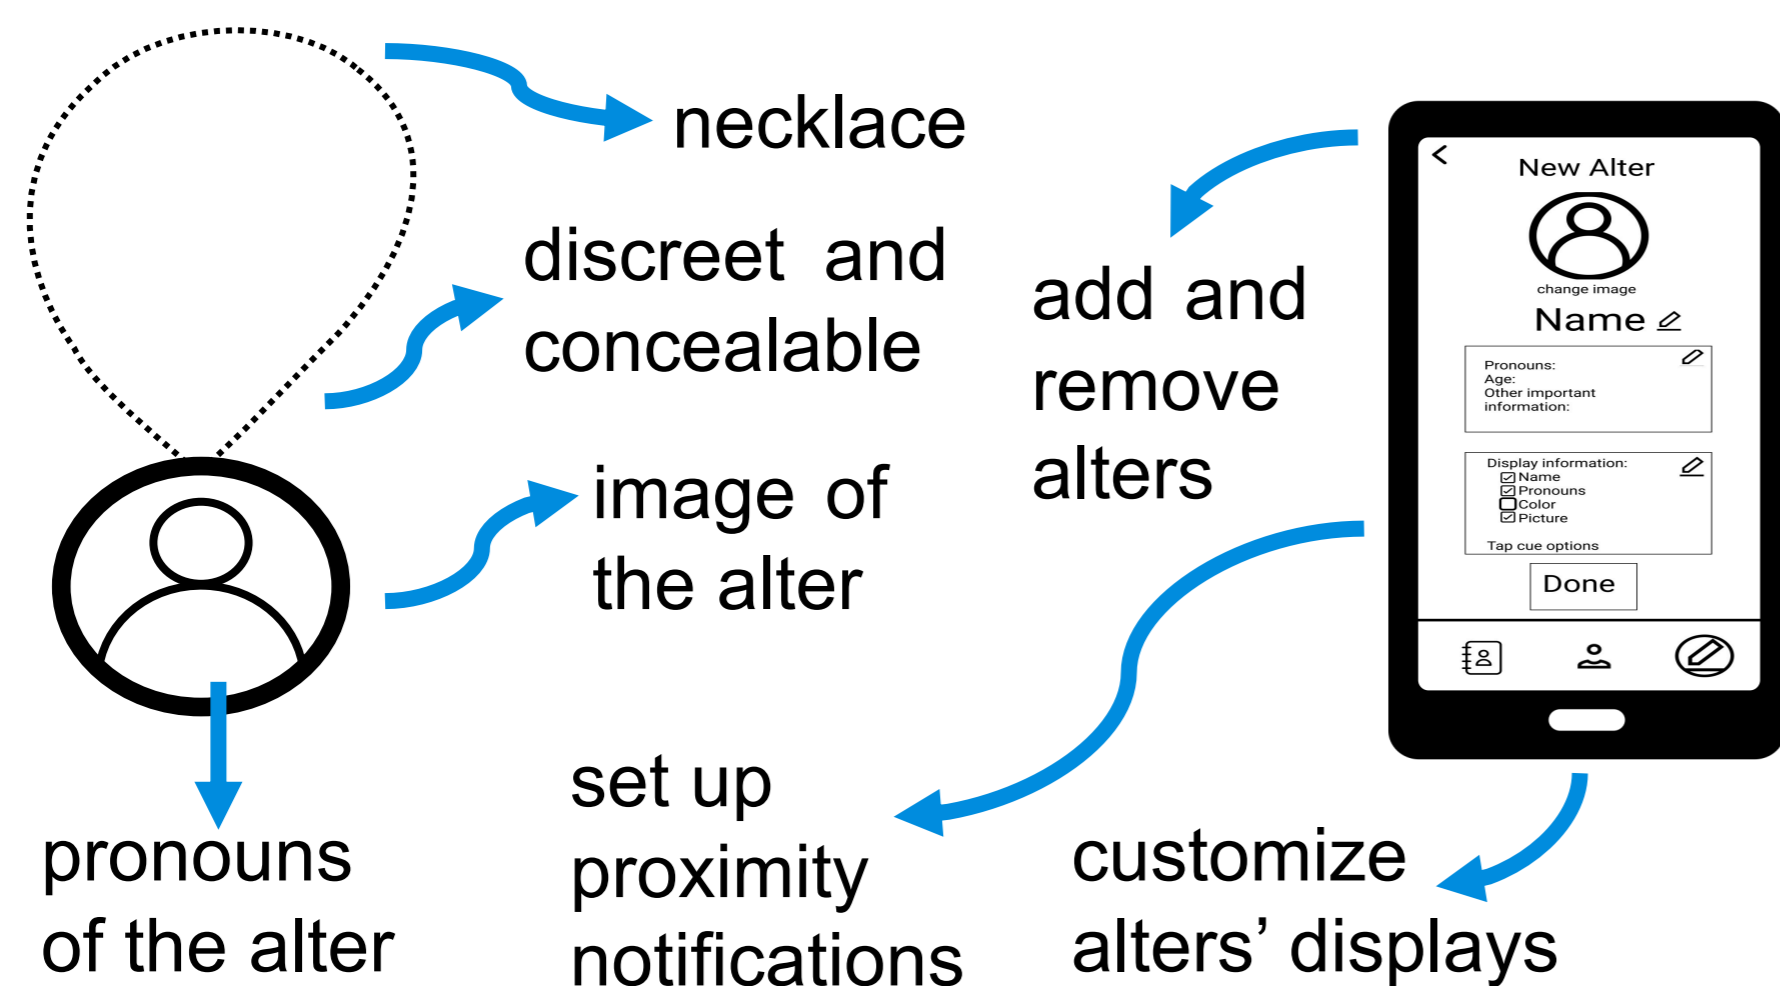 necklace
discreet and
concealable
image of
the alter
pronouns
of the alter
add and
remove
alters
set up
proximity
notifications
customize
alters’ displays
New Alter
change image
Name
Pronouns:
Age:
Other important
information:
Display information:
Name
Pronouns
Color
Picture
Tap cue options
Done